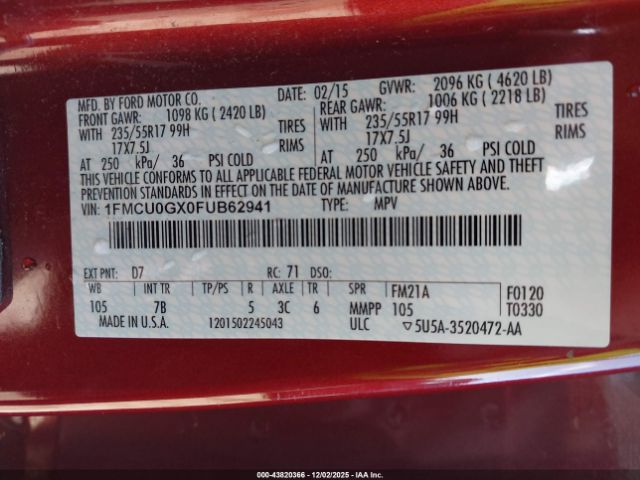 MFD. BY FORD MOTOR CO.
DATE: 02/15 GVWR: 2096 KG ( 4620 LB)
FRONT GAWR: 1098 KG ( 2420 LB) REAR GAWR: 1006 KG ( 2218 LB)
WITH 235/55R17 99H TIRES WITH 235/55R17 99H TIRES
17X7.5J RIMS 17X7.5J RIMS
AT 250 kPa/ 36 PSI COLD AT 250 kPa/ 36 PSI COLD
THIS VEHICLE CONFORMS TO ALL APPLICABLE FEDERAL MOTOR VEHICLE SAFETY AND THEFT
PREVENTION STANDARDS IN EFFECT ON THE DATE OF MANUFACTURE SHOWN ABOVE.
VIN: 1FMCU0GX0FUB62941 TYPE: MPV
EXT PNT: D7 RC: 71 DSO:
WB INT TR TP/PS R AXLE TR SPR FM21A F0120
105 7B 5 3C 6 MMPP 105 T0330
MADE IN U.S.A. 1201502245043 ULC ▽5U5A-3520472-AA
000-43820366 • 12/02/2025 • IAAI.COM